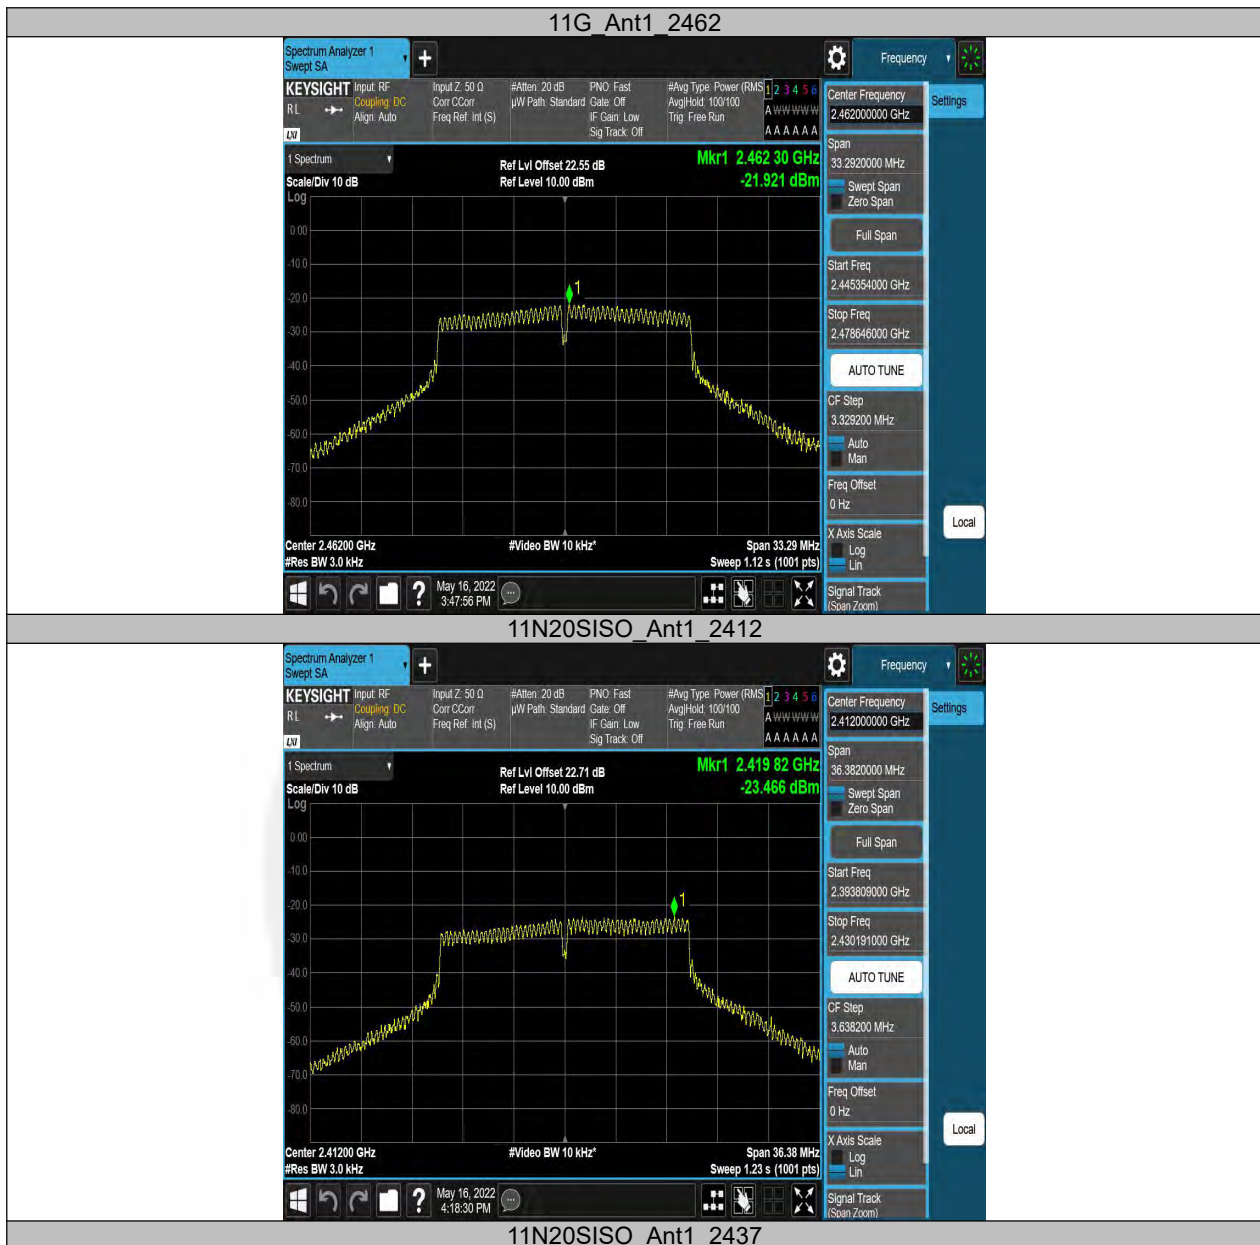 11G_Ant1_2462
Spectrum Analyzer 1
Swept SA
+
Frequency
KEYSIGHT
RL
LXI
Input: RF
Coupling: DC
Align: Auto
Input Z: 50 Ω
Corr CCorr
Freq Ref: Int (S)
#Atten: 20 dB
µW Path: Standard
PNO: Fast
Gate: Off
IF Gain: Low
Sig Track: Off
#Avg Type: Power (RMS
Avg|Hold: 100/100
Trig: Free Run
1 2 3 4 5 6
A W W W W W
A A A A A A
Center Frequency
2.462000000 GHz
Settings
1 Spectrum
Scale/Div 10 dB
Ref Lvl Offset 22.55 dB
Ref Level 10.00 dBm
Mkr1 2.462 30 GHz
-21.921 dBm
Span
33.2920000 MHz
Swept Span
Zero Span
Full Span
Start Freq
2.445354000 GHz
Stop Freq
2.478646000 GHz
AUTO TUNE
CF Step
3.329200 MHz
Auto
Man
Freq Offset
0 Hz
X Axis Scale
Log
Lin
Signal Track
(Span Zoom)
Local
Log
0.00
-10.0
-20.0
-30.0
-40.0
-50.0
-60.0
-70.0
-80.0
1
Center 2.46200 GHz
#Res BW 3.0 kHz
#Video BW 10 kHz*
Span 33.29 MHz
Sweep 1.12 s (1001 pts)
?
May 16, 2022
3:47:56 PM
11N20SISO_Ant1_2412
Spectrum Analyzer 1
Swept SA
+
Frequency
KEYSIGHT
RL
LXI
Input: RF
Coupling: DC
Align: Auto
Input Z: 50 Ω
Corr CCorr
Freq Ref: Int (S)
#Atten: 20 dB
µW Path: Standard
PNO: Fast
Gate: Off
IF Gain: Low
Sig Track: Off
#Avg Type: Power (RMS
Avg|Hold: 100/100
Trig: Free Run
1 2 3 4 5 6
A W W W W W
A A A A A A
Center Frequency
2.412000000 GHz
Settings
1 Spectrum
Scale/Div 10 dB
Ref Lvl Offset 22.71 dB
Ref Level 10.00 dBm
Mkr1 2.419 82 GHz
-23.466 dBm
Span
36.3820000 MHz
Swept Span
Zero Span
Full Span
Start Freq
2.393809000 GHz
Stop Freq
2.430191000 GHz
AUTO TUNE
CF Step
3.638200 MHz
Auto
Man
Freq Offset
0 Hz
X Axis Scale
Log
Lin
Signal Track
(Span Zoom)
Local
Log
0.00
-10.0
-20.0
-30.0
-40.0
-50.0
-60.0
-70.0
-80.0
1
Center 2.41200 GHz
#Res BW 3.0 kHz
#Video BW 10 kHz*
Span 36.38 MHz
Sweep 1.23 s (1001 pts)
?
May 16, 2022
4:18:30 PM
11N20SISO_Ant1_2437